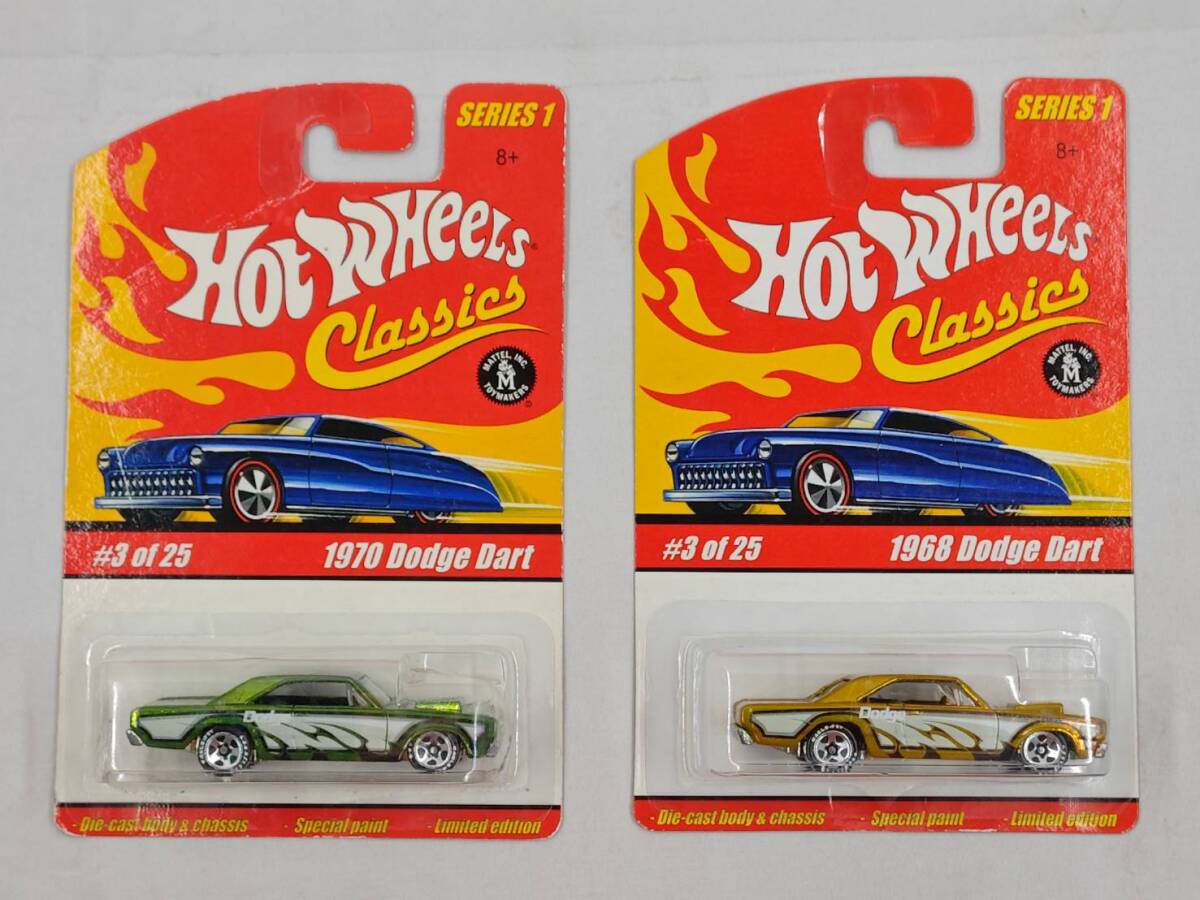 SERIES 1
8+
HOT WHEELS
Classics
MATTEL, INC.
M
TOYMAKERS
#3 of 25 1970 Dodge Dart
- Die-cast body & chassis - Special paint - Limited edition
SERIES 1
8+
HOT WHEELS
Classics
MATTEL, INC.
M
TOYMAKERS
#3 of 25 1968 Dodge Dart
Dodge
- Die-cast body & chassis - Special paint - Limited edition